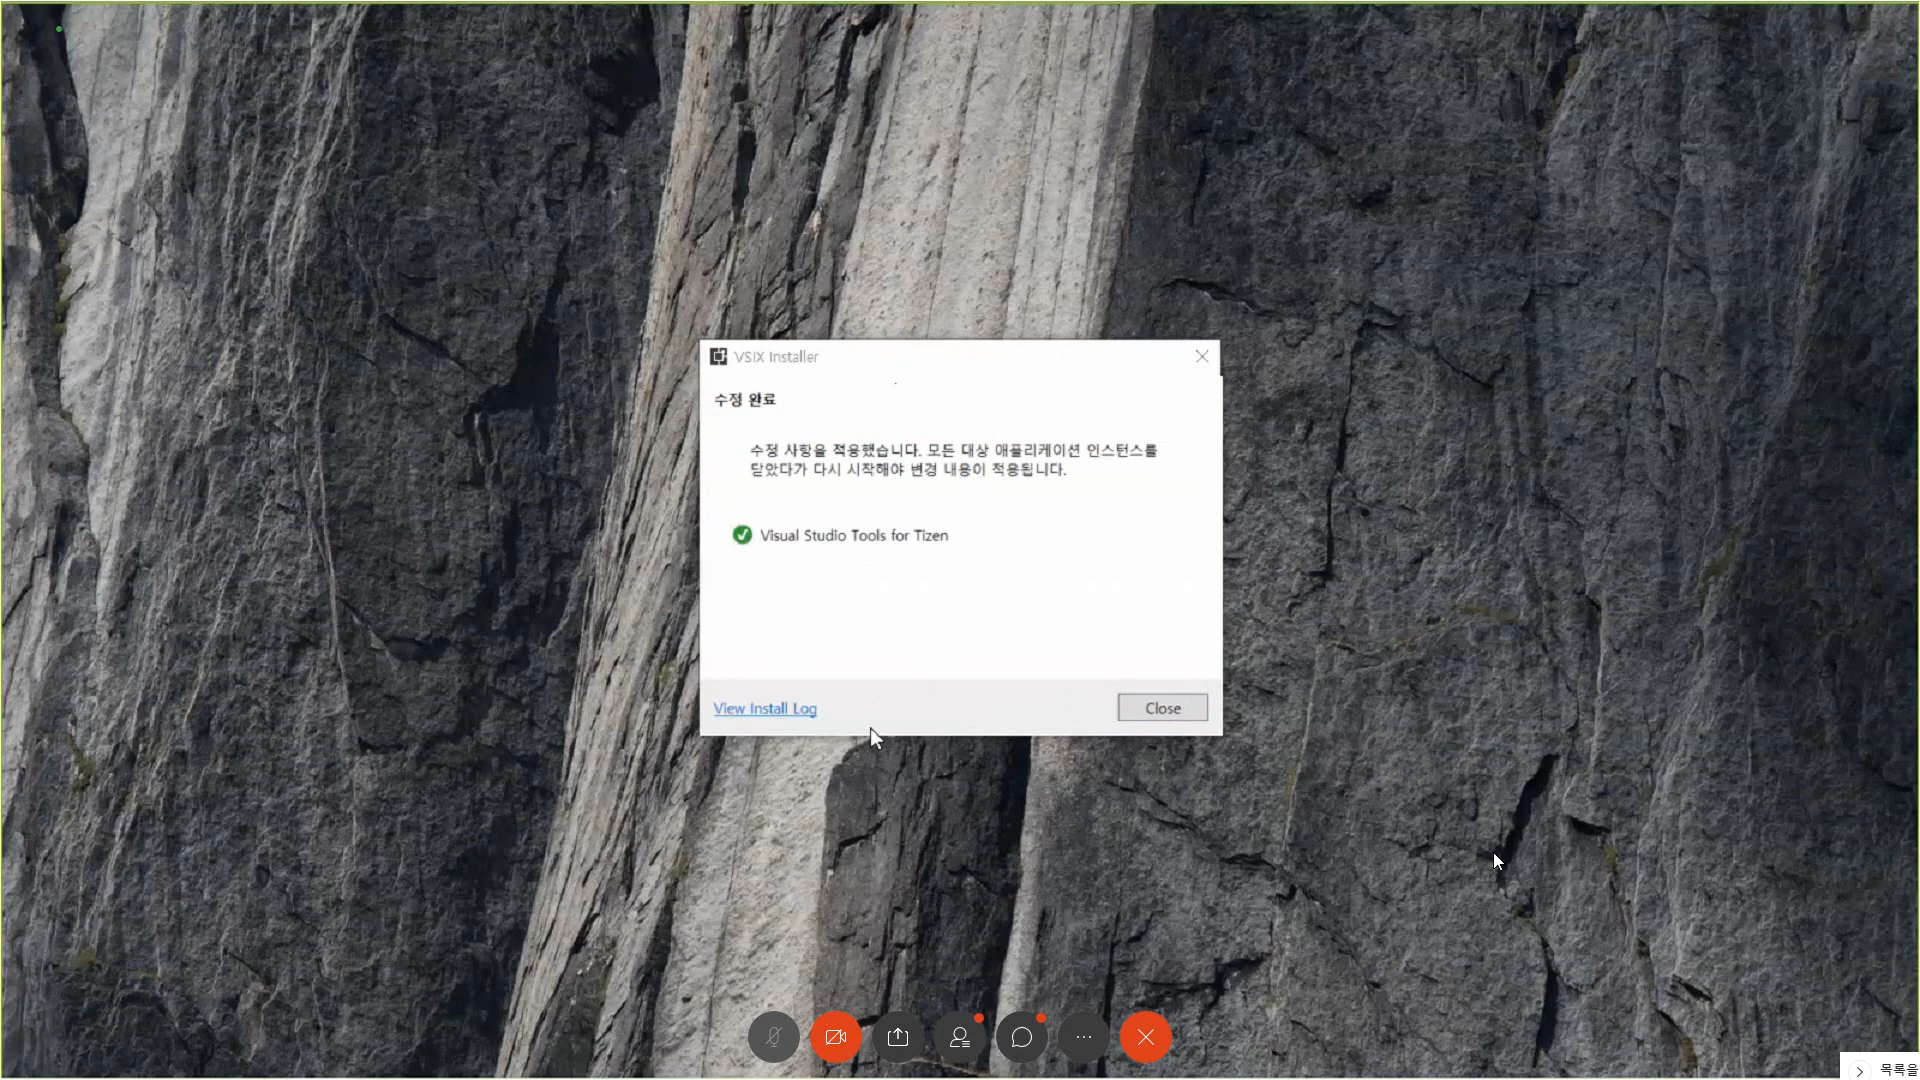 VSIX Installer
수정 완료
수정 사항을 적용했습니다. 모든 대상 애플리케이션 인스턴스를
닫았다가 다시 시작해야 변경 내용이 적용됩니다.
Visual Studio Tools for Tizen
View Install Log
Close
목록을